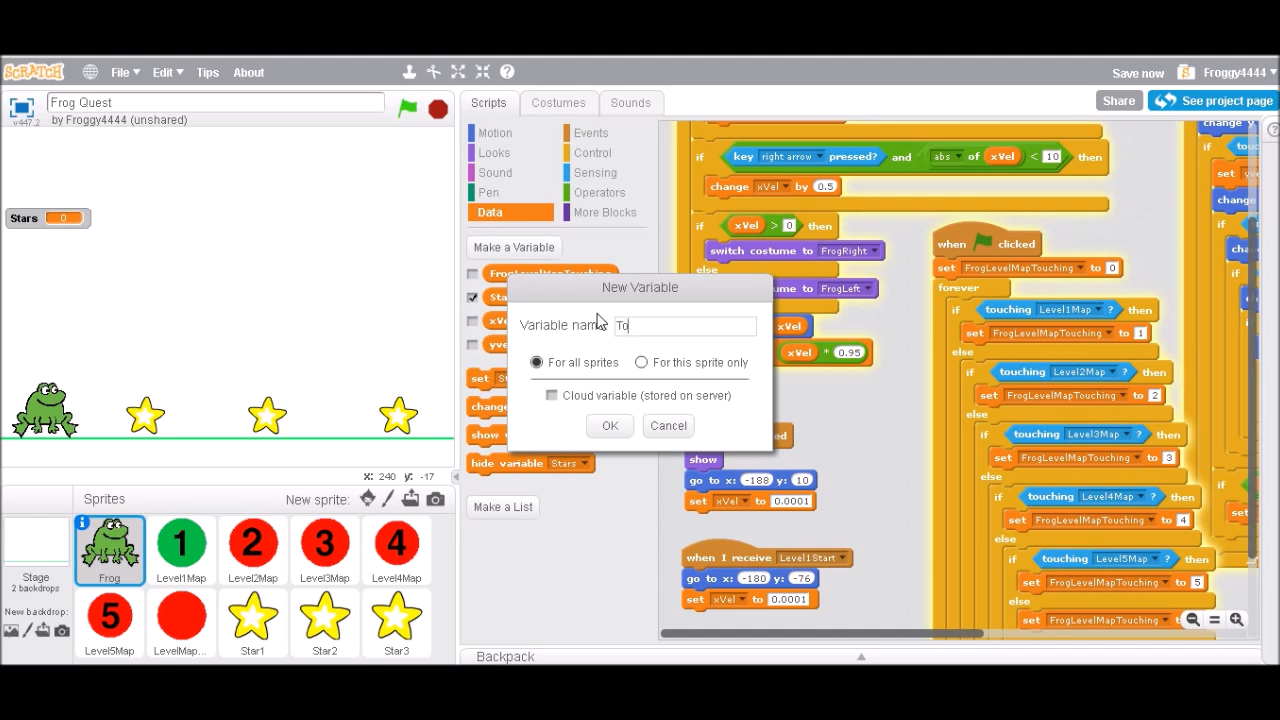 SCRATCH File Edit Tips About Save now Froggy4444
Frog Quest
by Froggy4444 (unshared)
v447.2
Scripts Costumes Sounds
Share See project page
Motion Events
Looks Control
Sound Sensing
Pen Operators
Data More Blocks
Make a Variable
Stars 0
FrogLevelMapTouching
hide variable Stars
Make a List
New Variable
Variable nam
To
For all sprites For this sprite only
Cloud variable (stored on server)
OK Cancel
if key right arrow pressed? and abs of xVel < 10 then
change xVel by 0.5
if xVel > 0 then
switch costume to FrogRight
else
ume to FrogLeft
xVel
xVel * 0.95
show
go to x: -188 y: 10
set xVel to 0.0001
when I receive Level1Start
go to x: -180 y: -76
set xVel to 0.0001
when clicked
set FrogLevelMapTouching to 0
forever
if touching Level1Map ? then
set FrogLevelMapTouching to 1
else
if touching Level2Map ? then
set FrogLevelMapTouching to 2
else
if touching Level3Map ? then
set FrogLevelMapTouching to 3
else
if touching Level4Map ? then
set FrogLevelMapTouching to 4
else
if touching Level5Map ? then
set FrogLevelMapTouching to 5
else
set FrogLevelMapTouching
x: 240 y: -17
Sprites New sprite:
Stage
2 backdrops
New backdrop:
1 2 3 4
Frog Level1Map Level2Map Level3Map Level4Map
5
Level5Map LevelMap... Star1 Star2 Star3
Backpack